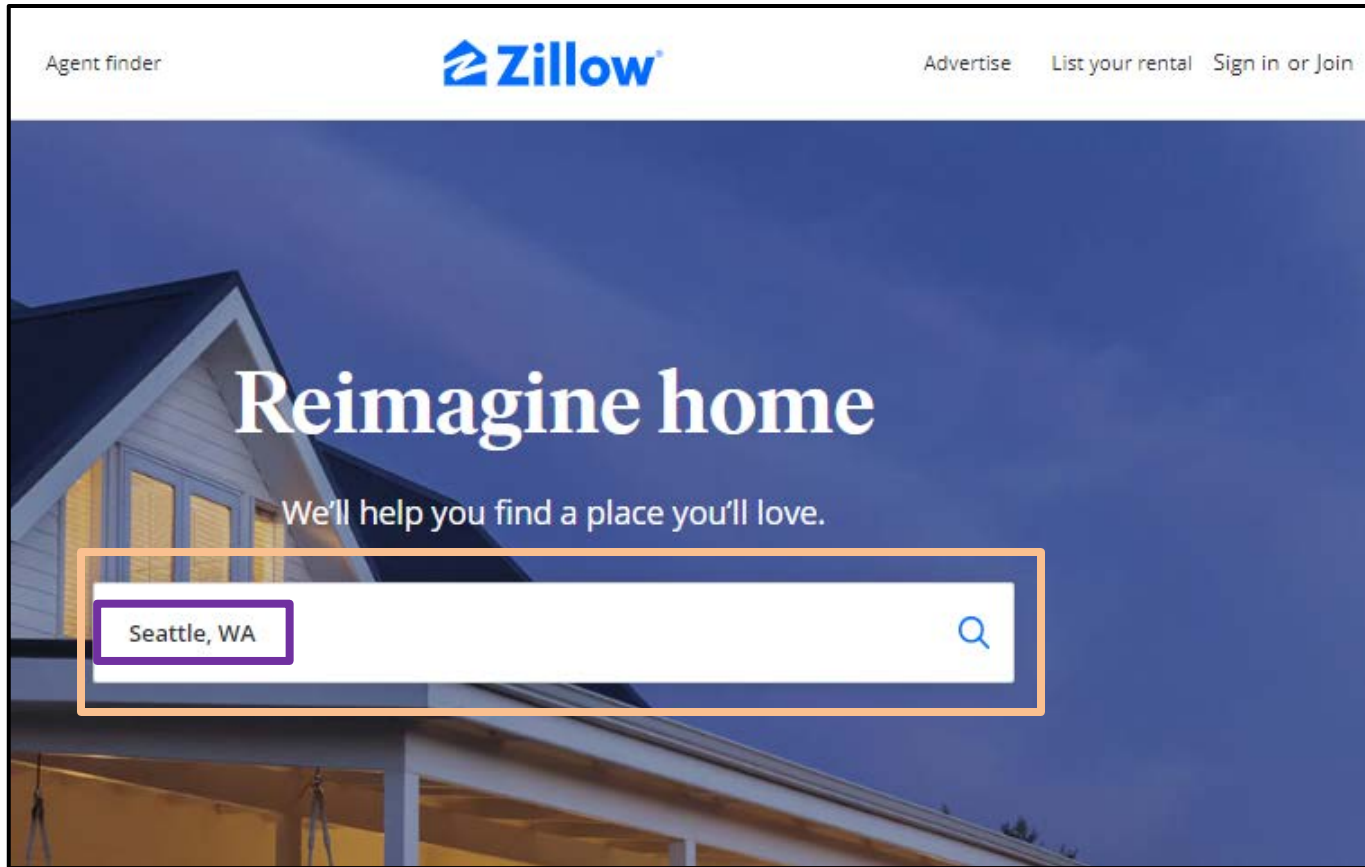 Agent finder
Zillow
Advertise
List your rental
Sign in or Join
Reimagine home
We'll help you find a place you'll love.
Seattle, WA